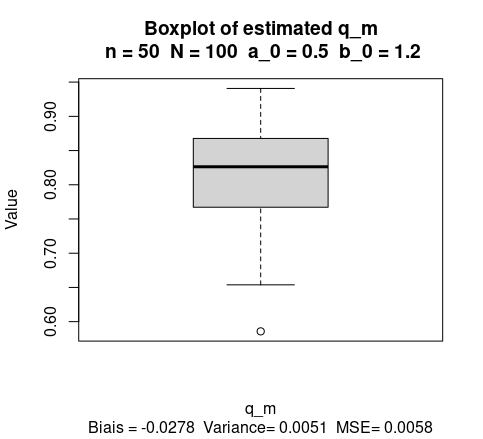 Boxplot of estimated q_m
n = 50 N = 100 a_0 = 0.5 b_0 = 1.2
0.90
0.80
0.70
0.60
Value
q_m
Biais = -0.0278 Variance= 0.0051 MSE= 0.0058